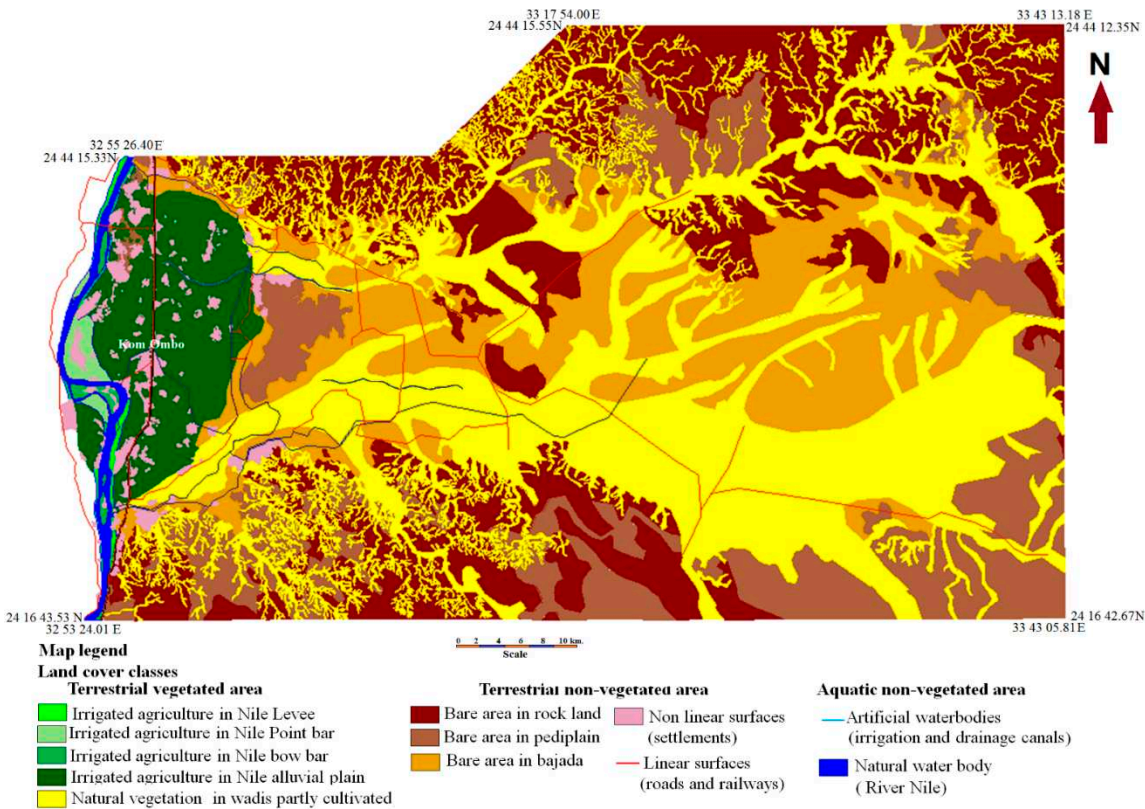 33 17 54.00 E
24 44 15.55N
33 43 13.18 E
24 44 12.35N
N
32 55 26.40E
24 44 15.33N
Kom Ombo
24 16 43.53 N
32 53 24.01 E
24 16 42.67N
33 43 05.81E
0 2 4 6 8 10 km.
Scale
Map legend
Land cover classes
Terrestrial vegetated area
Irrigated agriculture in Nile Levee
Irrigated agriculture in Nile Point bar
Irrigated agriculture in Nile bow bar
Irrigated agriculture in Nile alluvial plain
Natural vegetation in wadis partly cultivated
Terrestrial non-vegetated area
Bare area in rock land
Bare area in pediplain
Bare area in bajada
Non linear surfaces
(settlements)
Linear surfaces
(roads and railways)
Aquatic non-vegetated area
Artificial waterbodies
(irrigation and drainage canals)
Natural water body
( River Nile)